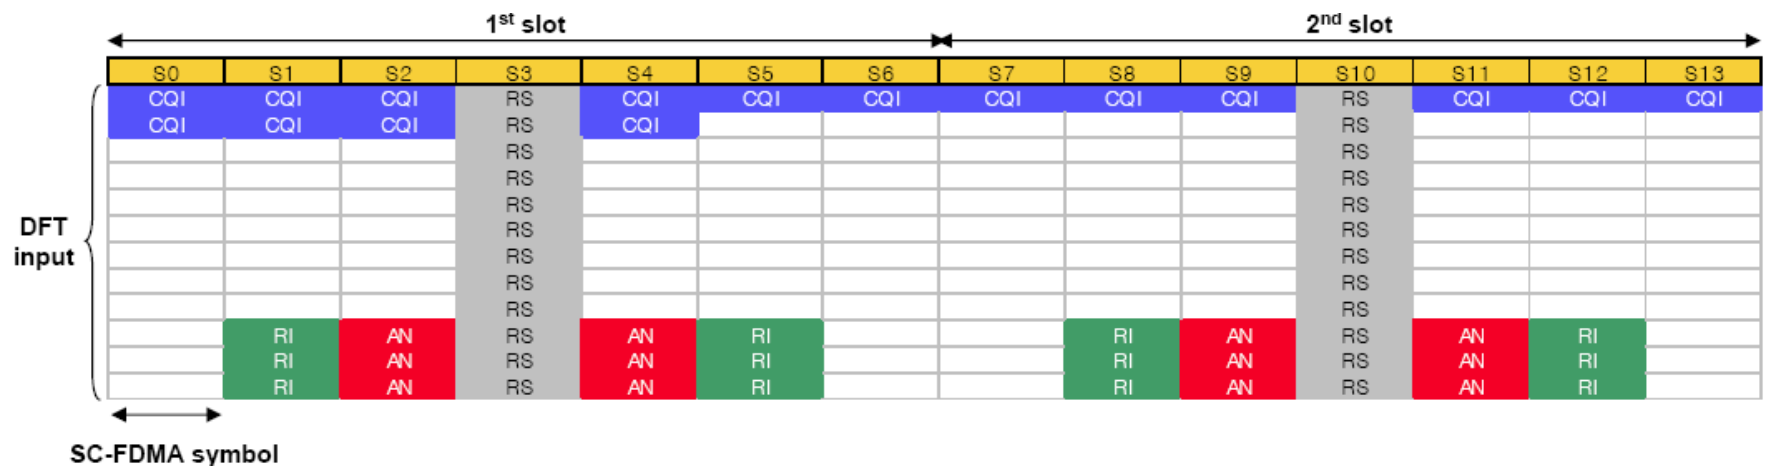 1st slot 2nd slot
S0 S1 S2 S3 S4 S5 S6 S7 S8 S9 S10 S11 S12 S13
CQI CQI CQI RS CQI CQI CQI CQI CQI CQI RS CQI CQI CQI
CQI CQI CQI RS CQI RS
RS RS
RS RS
RS RS
DFT RS RS
input RS RS
RS RS
RS RS
RI AN RS AN RI RI AN RS AN RI
RI AN RS AN RI RI AN RS AN RI
RI AN RS AN RI RI AN RS AN RI
SC-FDMA symbol